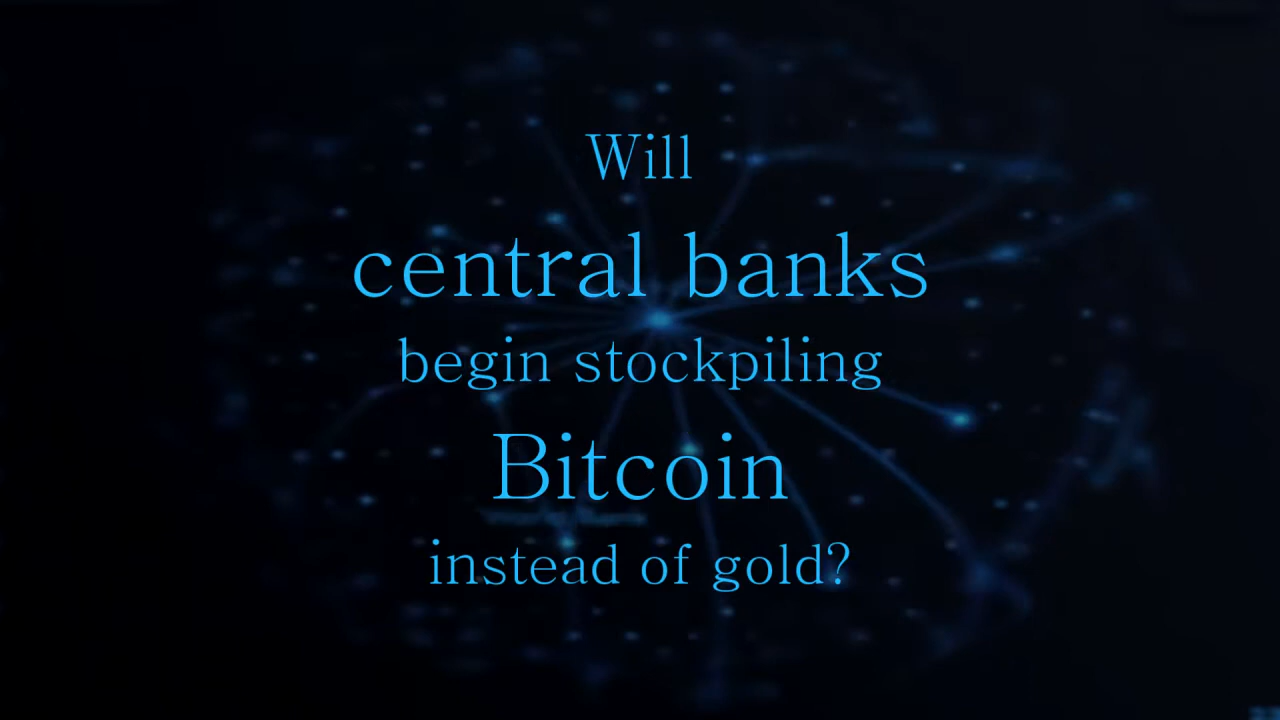 Will
central banks
begin stockpiling
Bitcoin
instead of gold?